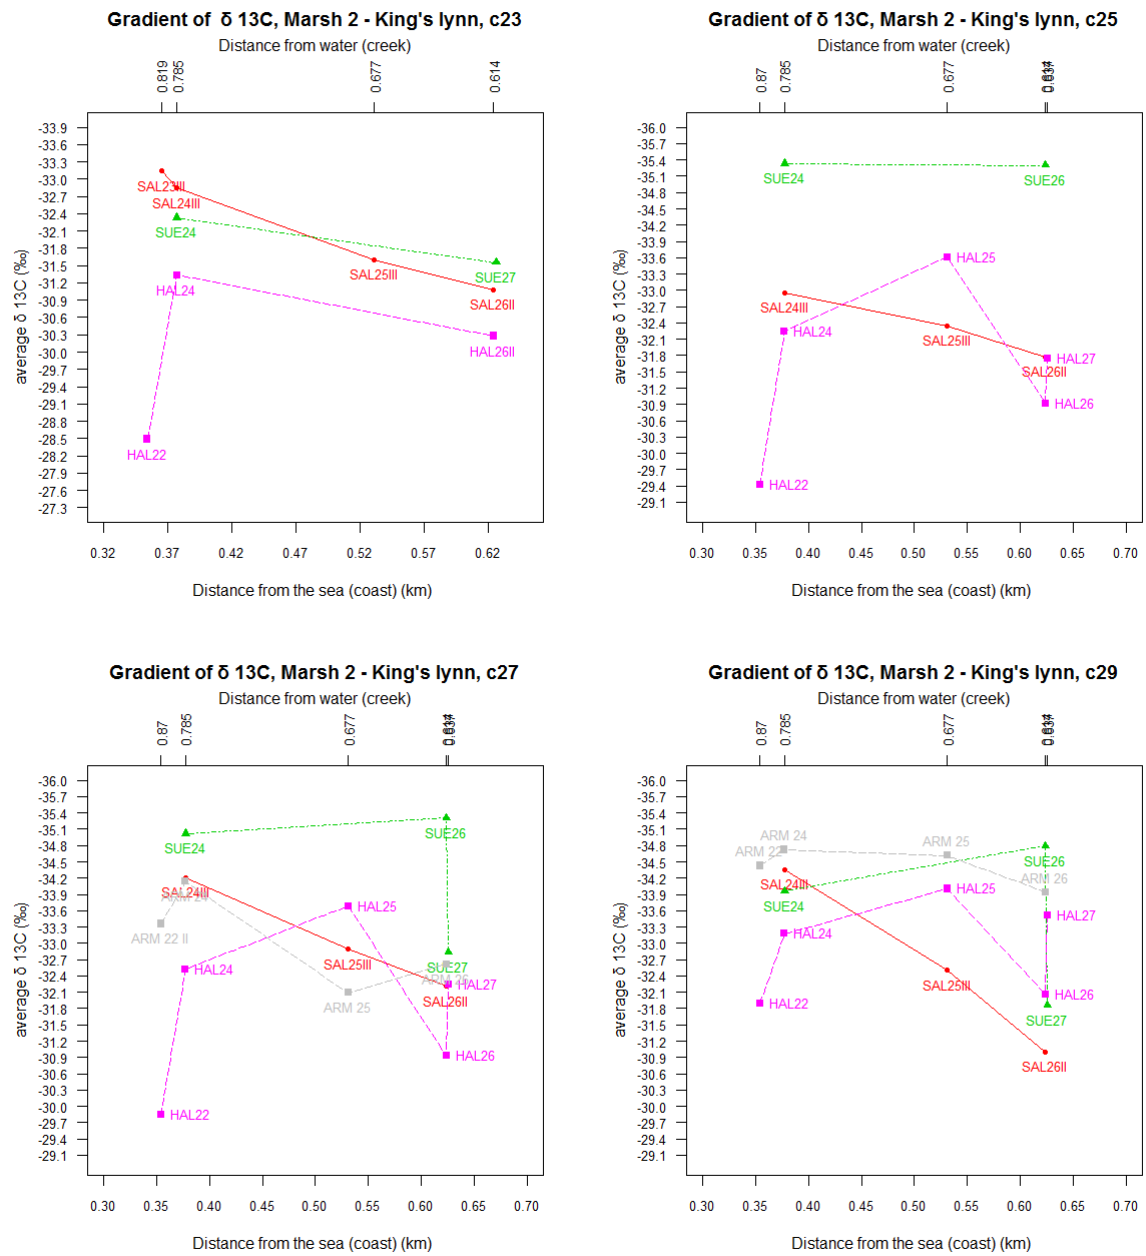 Gradient of δ 13C, Marsh 2 - King's lynn, c23
Distance from water (creek)
0.819
0.785
0.677
0.614
average δ 13C (‰)
-33.9
-33.6
-33.3
-33.0
-32.7
-32.4
-32.1
-31.8
-31.5
-31.2
-30.9
-30.6
-30.3
-30.0
-29.7
-29.4
-29.1
-28.8
-28.5
-28.2
-27.9
-27.6
-27.3
SAL23III
SAL24III
SUE24
SAL25III
SUE27
HAL24
SAL26II
HAL26II
HAL22
0.32 0.37 0.42 0.47 0.52 0.57 0.62
Distance from the sea (coast) (km)
Gradient of δ 13C, Marsh 2 - King's lynn, c25
Distance from water (creek)
0.87
0.785
0.677
0.637
average δ 13C (‰)
-36.0
-35.7
-35.4
-35.1
-34.8
-34.5
-34.2
-33.9
-33.6
-33.3
-33.0
-32.7
-32.4
-32.1
-31.8
-31.5
-31.2
-30.9
-30.6
-30.3
-30.0
-29.7
-29.4
-29.1
SUE24
SUE26
HAL25
SAL24III
HAL24
SAL25III
HAL27
SAL26II
HAL26
HAL22
0.30 0.35 0.40 0.45 0.50 0.55 0.60 0.65 0.70
Distance from the sea (coast) (km)
Gradient of δ 13C, Marsh 2 - King's lynn, c27
Distance from water (creek)
0.87
0.785
0.677
0.637
average δ 13C (‰)
-36.0
-35.7
-35.4
-35.1
-34.8
-34.5
-34.2
-33.9
-33.6
-33.3
-33.0
-32.7
-32.4
-32.1
-31.8
-31.5
-31.2
-30.9
-30.6
-30.3
-30.0
-29.7
-29.4
-29.1
SUE24
SUE26
SAL24III
ARM 24
HAL25
ARM 22 II
SAL25III
HAL24
SUE27
HAL27
ARM 25
SAL26II
HAL26
HAL22
0.30 0.35 0.40 0.45 0.50 0.55 0.60 0.65 0.70
Distance from the sea (coast) (km)
Gradient of δ 13C, Marsh 2 - King's lynn, c29
Distance from water (creek)
0.87
0.785
0.677
0.637
average δ 13C (‰)
-36.0
-35.7
-35.4
-35.1
-34.8
-34.5
-34.2
-33.9
-33.6
-33.3
-33.0
-32.7
-32.4
-32.1
-31.8
-31.5
-31.2
-30.9
-30.6
-30.3
-30.0
-29.7
-29.4
-29.1
ARM 24
ARM 25
ARM 22
SUE26
SAL24III
ARM 26
HAL25
SUE24
HAL27
HAL24
SAL25III
HAL26
HAL22
SUE27
SAL26II
0.30 0.35 0.40 0.45 0.50 0.55 0.60 0.65 0.70
Distance from the sea (coast) (km)